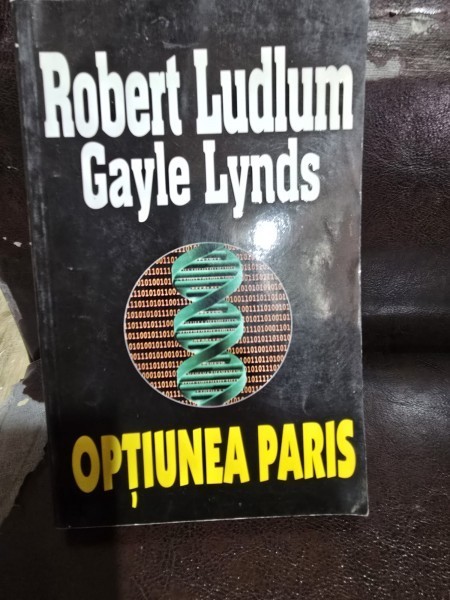 Robert Ludlum
Gayle Lynds
OPȚIUNEA PARIS